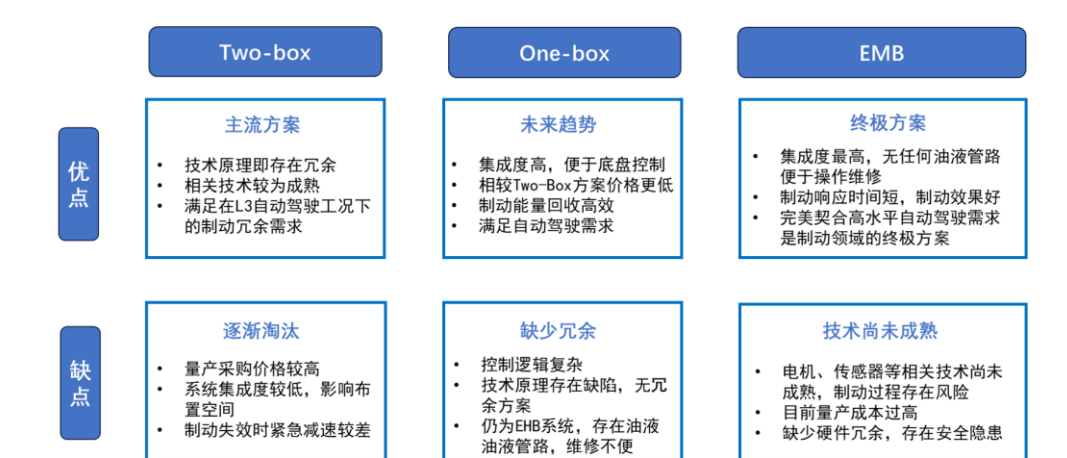 Two-box
One-box
EMB
优点
主流方案
• 技术原理即存在冗余
• 相关技术较为成熟
• 满足在L3自动驾驶工况下
的制动冗余需求
未来趋势
• 集成度高，便于底盘控制
• 相较Two-Box方案价格更低
• 制动能量回收高效
• 满足自动驾驶需求
终极方案
• 集成度最高，无任何油液管路
便于操作维修
• 制动响应时间短，制动效果好
• 完美契合高水平自动驾驶需求
是制动领域的终极方案
缺点
逐渐淘汰
• 量产采购价格较高
• 系统集成度较低，影响布
置空间
• 制动失效时紧急减速较差
缺少冗余
• 控制逻辑复杂
• 技术原理存在缺陷，无冗
余方案
• 仍为EHB系统，存在油液
油液管路，维修不便
技术尚未成熟
• 电机、传感器等相关技术尚未
成熟，制动过程存在风险
• 目前量产成本过高
• 缺少硬件冗余，存在安全隐患